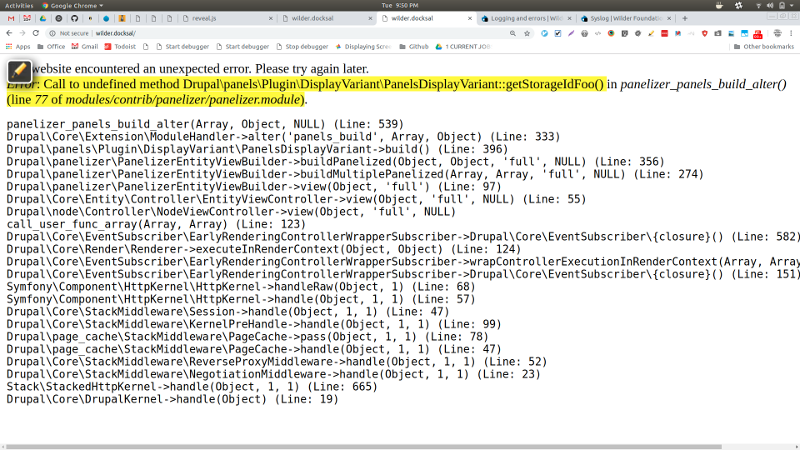 Activities Google Chrome Tue 9:50 PM
reveal.js wilder.docksal wilder.docksal Logging and errors | Wil Syslog | Wilder Foundatio
Not secure wilder.docksal/
Apps Office Gmail Todeist Start debugger Stop debugger Start debugger Stop debugger Displaying Scree Github 1 CURRENT JO Other bookmarks
website encountered an unexpected error. Please try again later.
Error: Call to undefined method Drupal\panels\Plugin\DisplayVariant\PanelsDisplayVariant::getStorageIdFoo() in panelizer_panels_build_alter()
(line 77 of modules/contrib/panelizer/panelizer.module).
panelizer_panels_build_alter(Array, Object, NULL) (Line: 539)
Drupal\Core\Extension\ModuleHandler->alter('panels_build', Array, Object) (Line: 333)
Drupal\panels\Plugin\DisplayVariant\PanelsDisplayVariant->build() (Line: 396)
Drupal\panelizer\PanelizerEntityViewBuilder->buildPanelized(Object, Object, 'full', NULL) (Line: 356)
Drupal\panelizer\PanelizerEntityViewBuilder->buildMultiplePanelized(Array, Array, 'full', NULL) (Line: 274)
Drupal\panelizer\PanelizerEntityViewBuilder->view(Object, 'full') (Line: 97)
Drupal\Core\Entity\Controller\EntityViewController->view(Object, 'full', NULL) (Line: 55)
Drupal\node\Controller\NodeViewController->view(Object, 'full', NULL)
call_user_func_array(Array, Array) (Line: 123)
Drupal\Core\EventSubscriber\EarlyRenderingControllerWrapperSubscriber->Drupal\Core\EventSubscriber\{closure}() (Line: 582)
Drupal\Core\Render\Renderer->executeInRenderContext(Object, Object) (Line: 124)
Drupal\Core\EventSubscriber\EarlyRenderingControllerWrapperSubscriber->wrapControllerExecutionInRenderContext(Array, Array
Drupal\Core\EventSubscriber\EarlyRenderingControllerWrapperSubscriber->Drupal\Core\EventSubscriber\{closure}() (Line: 151)
Symfony\Component\HttpKernel\HttpKernel->handleRaw(Object, 1) (Line: 68)
Symfony\Component\HttpKernel\HttpKernel->handle(Object, 1, 1) (Line: 57)
Drupal\Core\StackMiddleware\Session->handle(Object, 1, 1) (Line: 47)
Drupal\Core\StackMiddleware\KernelPreHandle->handle(Object, 1, 1) (Line: 99)
Drupal\page_cache\StackMiddleware\PageCache->pass(Object, 1, 1) (Line: 78)
Drupal\page_cache\StackMiddleware\PageCache->handle(Object, 1, 1) (Line: 47)
Drupal\Core\StackMiddleware\ReverseProxyMiddleware->handle(Object, 1, 1) (Line: 52)
Drupal\Core\StackMiddleware\NegotiationMiddleware->handle(Object, 1, 1) (Line: 23)
Stack\StackedHttpKernel->handle(Object, 1, 1) (Line: 665)
Drupal\Core\DrupalKernel->handle(Object) (Line: 19)